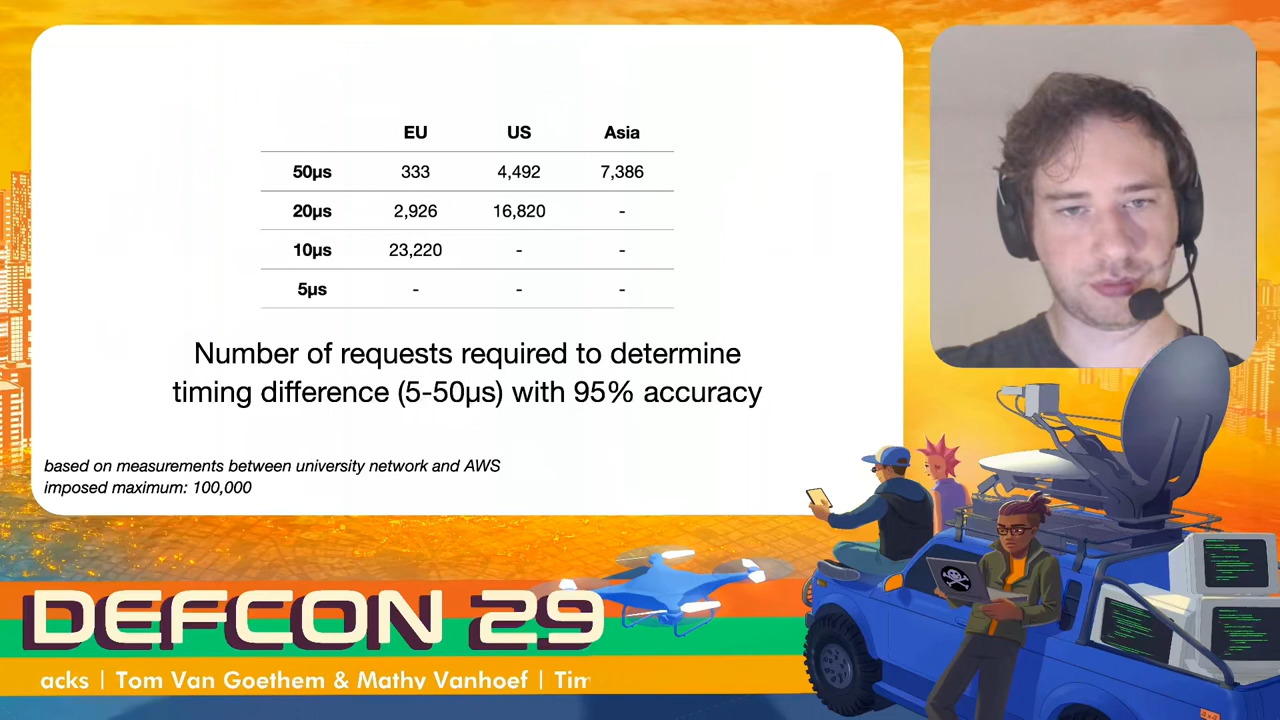 EU US Asia
50µs 333 4,492 7,386
20µs 2,926 16,820 -
10µs 23,220 - -
5µs - - -
Number of requests required to determine
timing difference (5-50µs) with 95% accuracy
based on measurements between university network and AWS
imposed maximum: 100,000
DEFCON 29
acks | Tom Van Goethem & Mathy Vanhoef | Tim